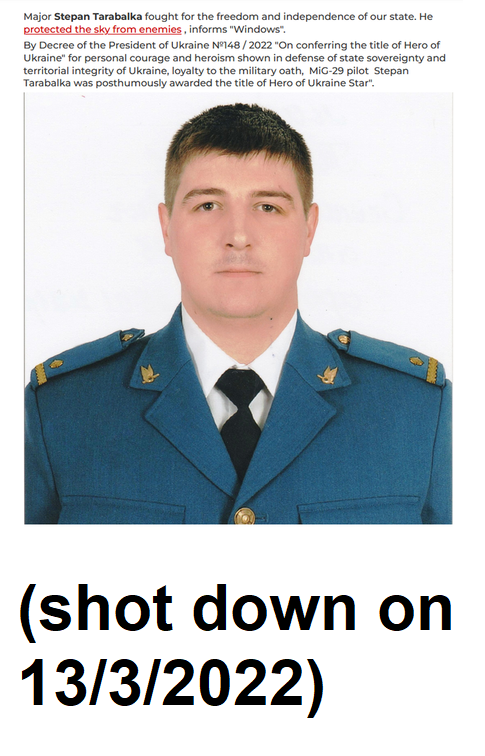 Major Stepan Tarabalka fought for the freedom and independence of our state. He
protected the sky from enemies , informs "Windows".
By Decree of the President of Ukraine №148 / 2022 "On conferring the title of Hero of
Ukraine" for personal courage and heroism shown in defense of state sovereignty and
territorial integrity of Ukraine, loyalty to the military oath,  MiG-29 pilot  Stepan
Tarabalka was posthumously awarded the title of Hero of Ukraine Star".
(shot down on
13/3/2022)